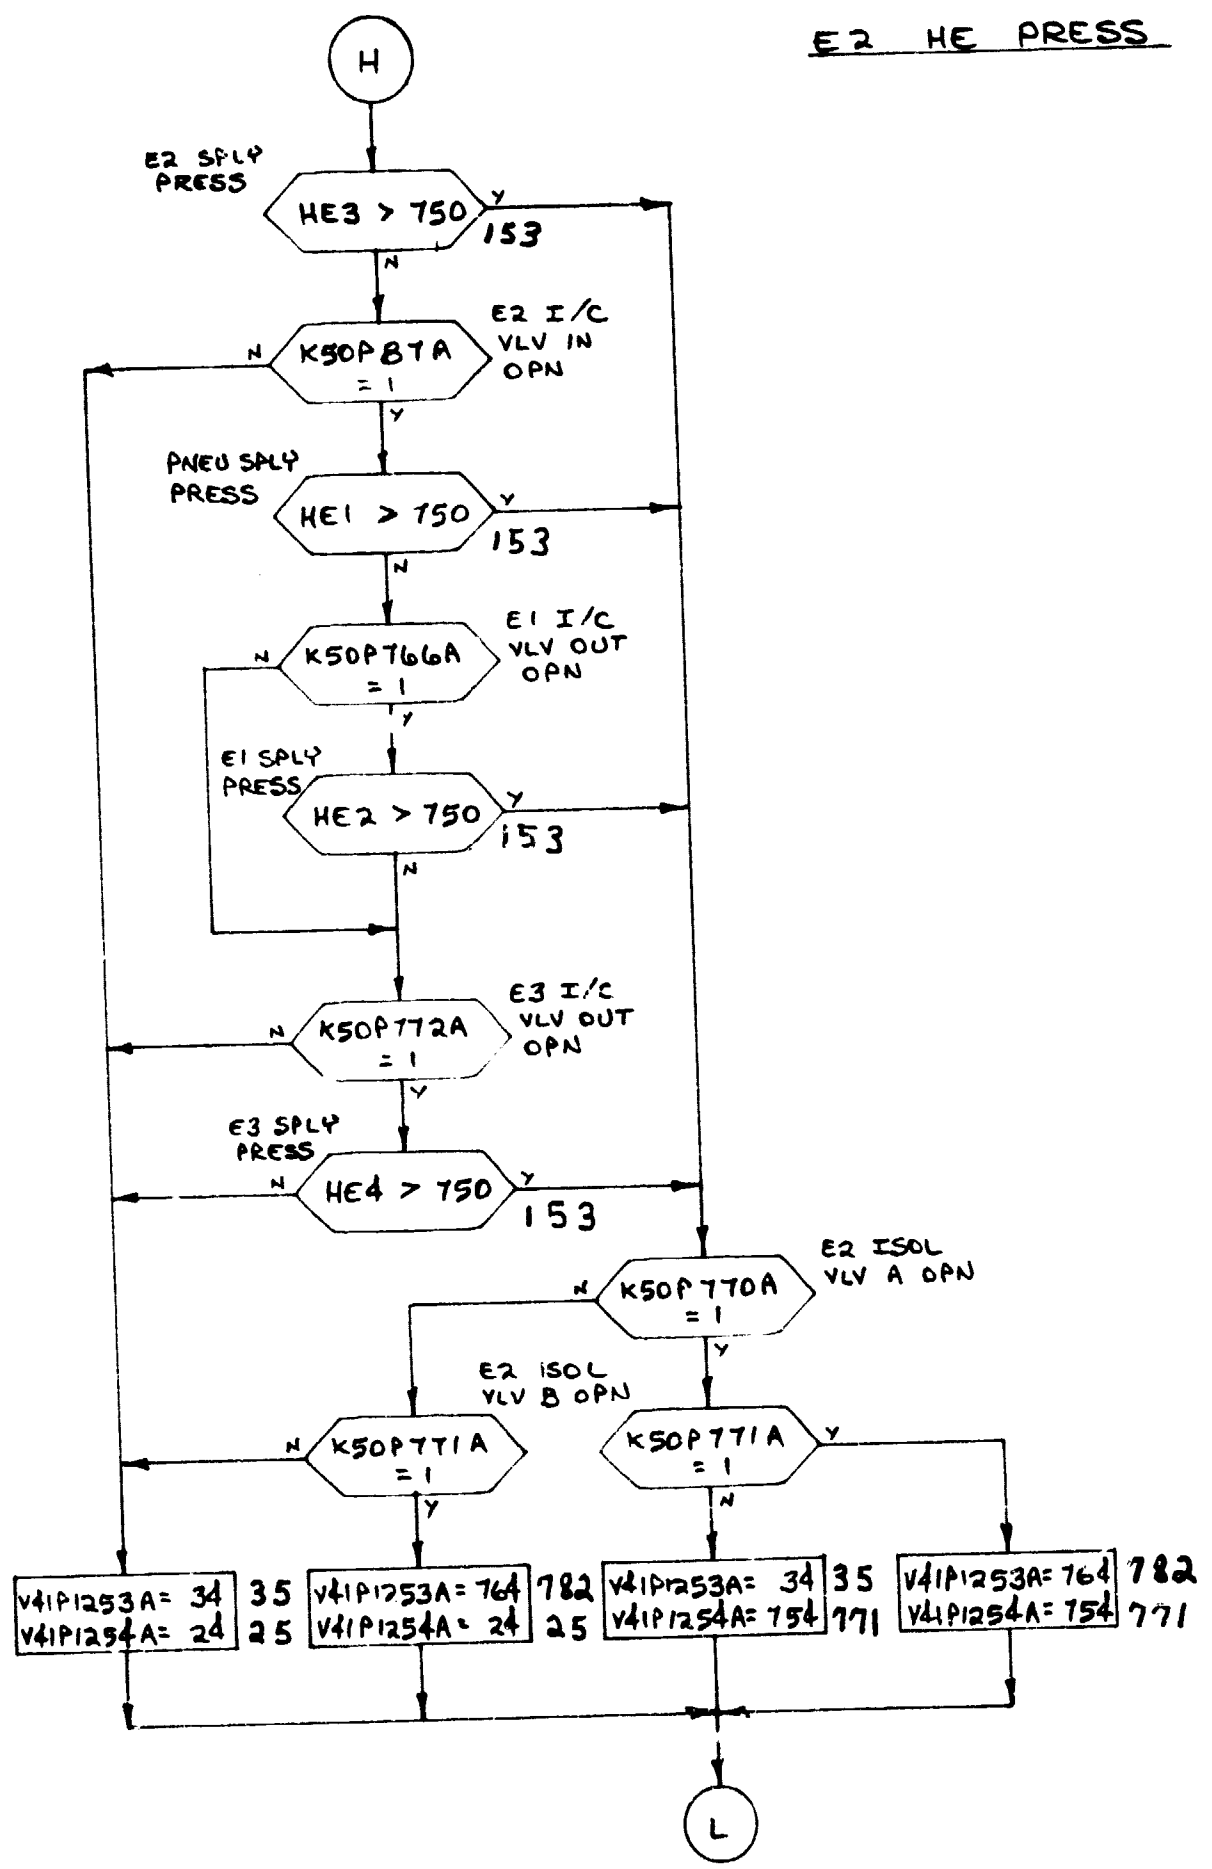 E2 HE PRESS
H
E2 SPLY
PRESS
HE3 > 750
Y
153
N
E2 I/C
VLV IN
OPN
K50P87A
= 1
N
Y
PNEU SPLY
PRESS
HE1 > 750
Y
153
N
E1 I/C
VLV OUT
OPN
K50P766A
= 1
N
Y
E1 SPLY
PRESS
HE2 > 750
Y
153
N
E3 I/C
VLV OUT
OPN
K50P772A
= 1
N
Y
E3 SPLY
PRESS
HE4 > 750
N
Y
153
E2 ISOL
VLV A OPN
K50P770A
= 1
N
Y
E2 ISOL
VLV B OPN
K50P771A
= 1
N
Y
K50P771A
= 1
Y
N
V41P1253A= 34 35
V41P1254A= 24 25
V41P1253A= 764 782
V41P1254A= 24 25
V41P1253A= 34 35
V41P1254A= 754 771
V41P1253A= 764 782
V41P1254A= 754 771
L